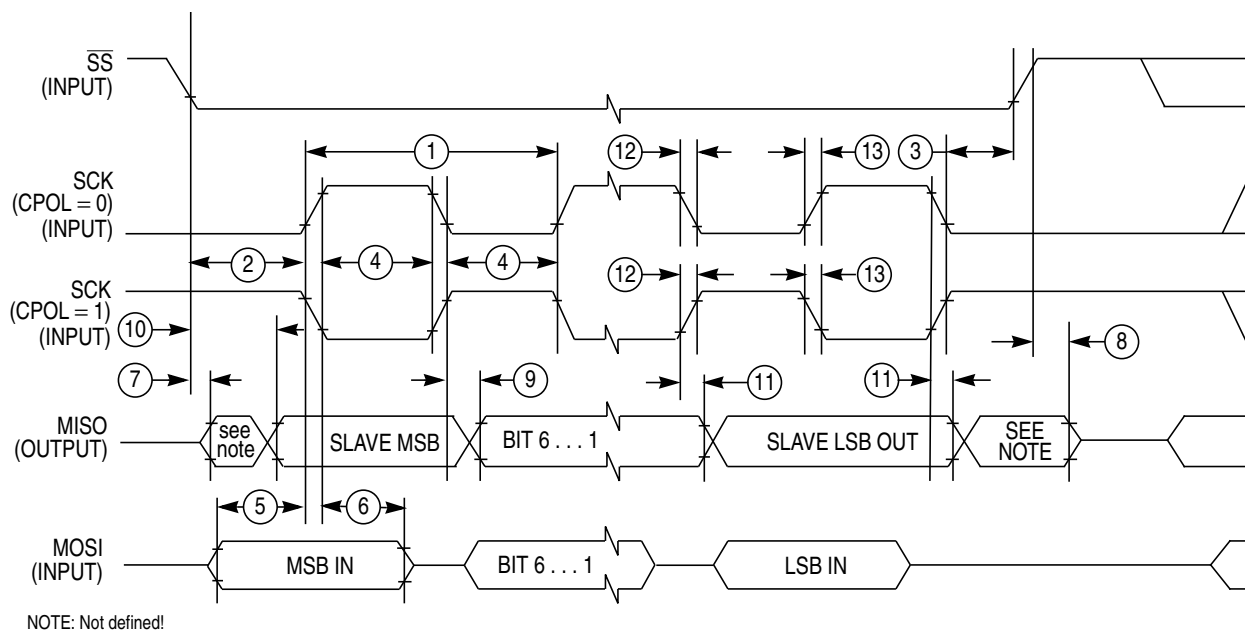 SS
(INPUT)
1
12
13
3
SCK
(CPOL = 0)
(INPUT)
2
4
4
12
13
SCK
(CPOL = 1)
(INPUT)
10
8
7
9
11
11
MISO
(OUTPUT)
see
note
SLAVE MSB
BIT 6 . . . 1
SLAVE LSB OUT
SEE
NOTE
5
6
MOSI
(INPUT)
MSB IN
BIT 6 . . . 1
LSB IN
NOTE: Not defined!